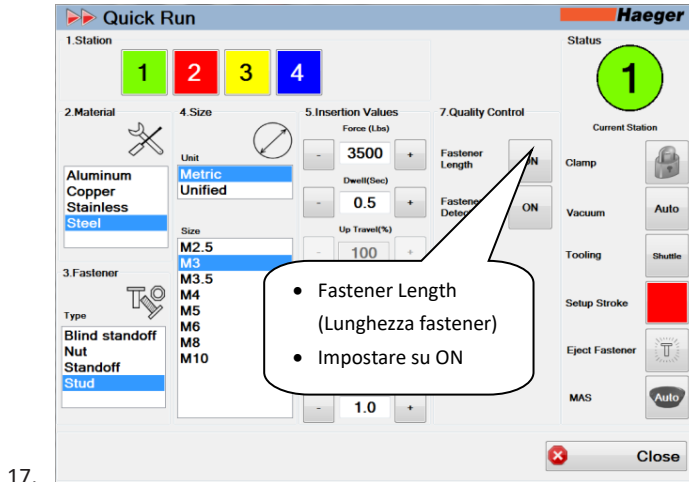 Quick Run
Haeger
1.Station
1
2
3
4
Status
1
Current Station
2.Material
Aluminum
Copper
Stainless
Steel
3.Fastener
Type
Blind standoff
Nut
Standoff
Stud
4.Size
Unit
Metric
Unified
Size
M2.5
M3
M3.5
M4
M5
M6
M8
M10
5.Insertion Values
Force (Lbs)
- 3500 +
Dwell(Sec)
- 0.5 +
Up Travel(%)
- 100 +
- 1.0 +
7.Quality Control
Fastener
Length
ON
Fastener
ON
• Fastener Length
(Lunghezza fastener)
• Impostare su ON
Clamp
Vacuum
Auto
Tooling
Shuttle
Setup Stroke
Eject Fastener
T
MAS
Auto
Close
17.